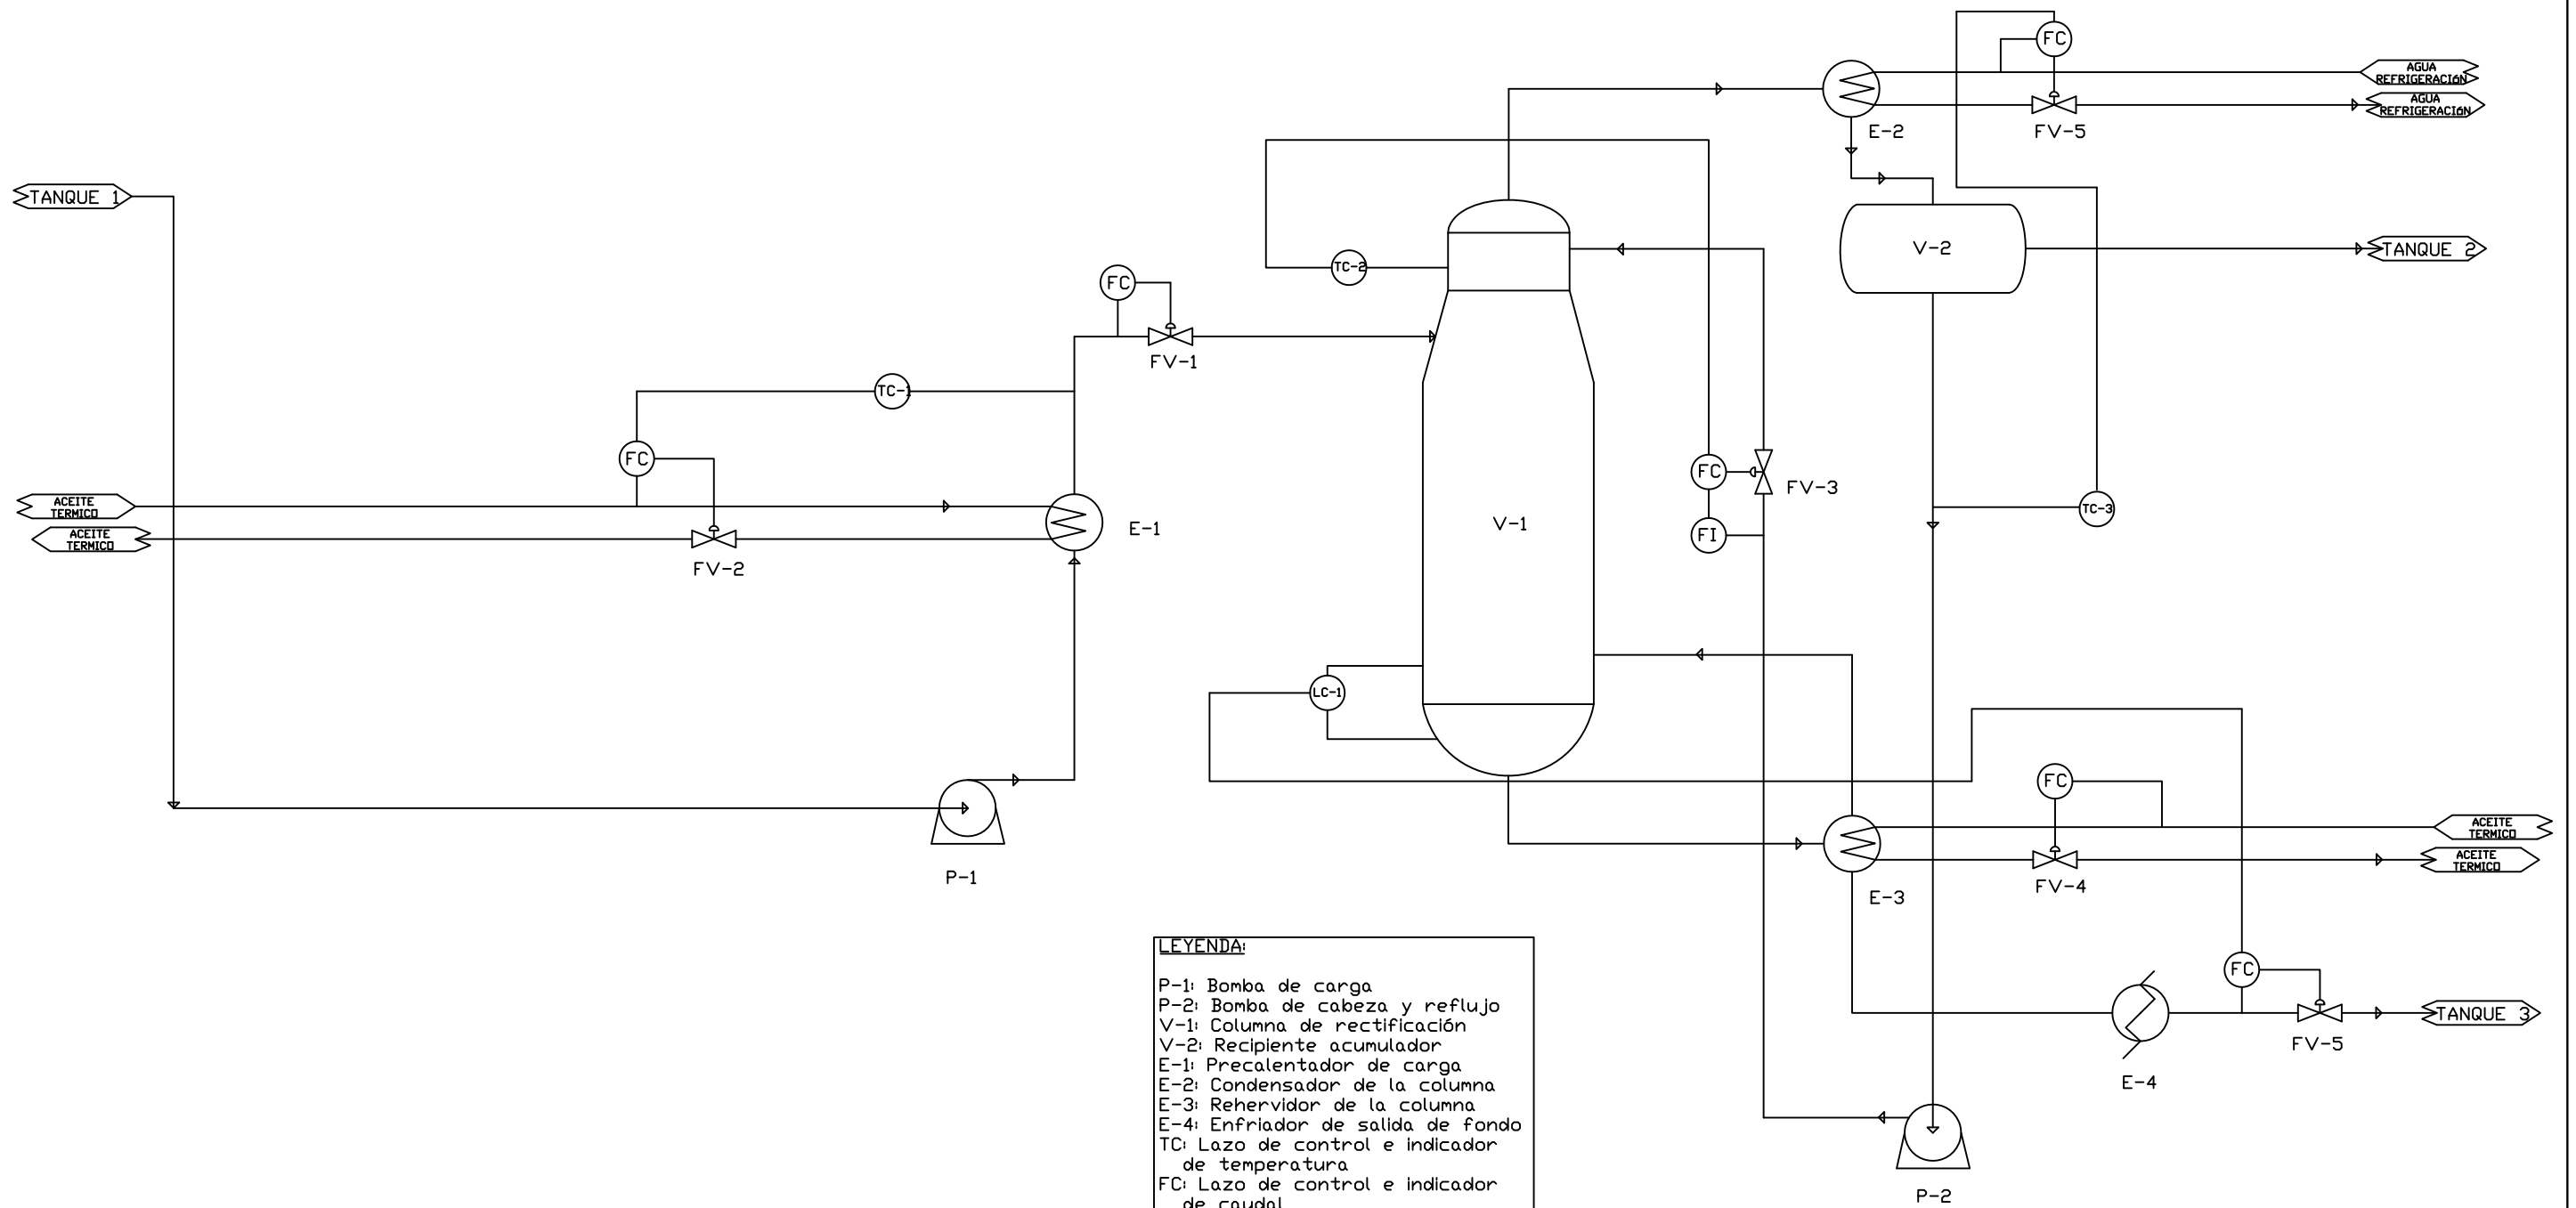 FC
AGUA
REFRIGERACIÓN
AGUA
REFRIGERACIÓN
E-2
FV-5
TANQUE 1
TC-2
V-2
TANQUE 2
FC
FV-1
TC-1
FC
FC
FV-3
TC-3
ACEITE
TERMICO
ACEITE
TERMICO
E-1
V-1
FI
FV-2
LC-1
FC
ACEITE
TERMICO
ACEITE
TERMICO
P-1
FV-4
E-3
LEYENDA:
P-1: Bomba de carga
P-2: Bomba de cabeza y reflujo
V-1: Columna de rectificación
V-2: Recipiente acumulador
E-1: Precalentador de carga
E-2: Condensador de la columna
E-3: Rehervidor de la columna
E-4: Enfriador de salida de fondo
TC: Lazo de control e indicador
de temperatura
FC: Lazo de control e indicador
de caudal
FC
TANQUE 3
FV-5
E-4
P-2